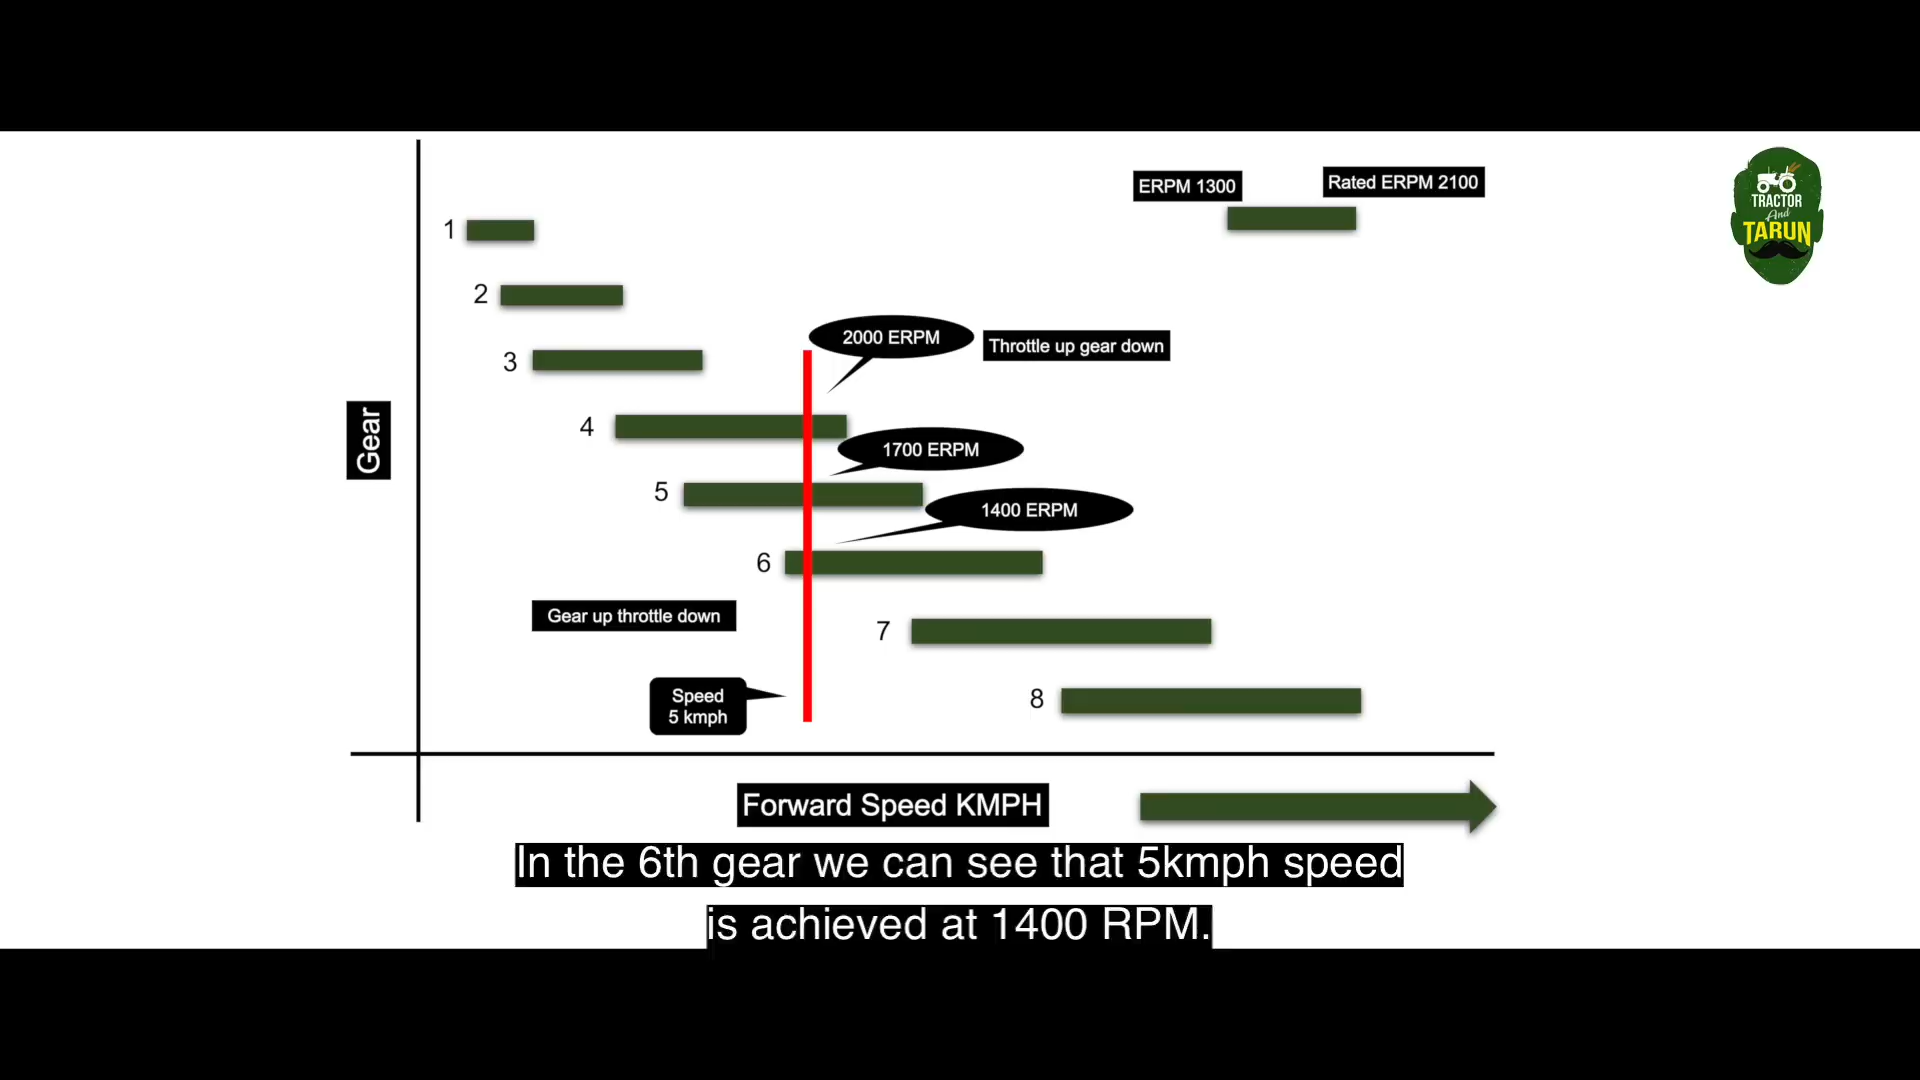 ERPM 1300
Rated ERPM 2100
TRACTOR
And
TARUN
1
2
2000 ERPM
Throttle up gear down
3
Gear
4
1700 ERPM
5
1400 ERPM
6
Gear up throttle down
7
Speed
5 kmph
8
Forward Speed KMPH
In the 6th gear we can see that 5kmph speed
is achieved at 1400 RPM.